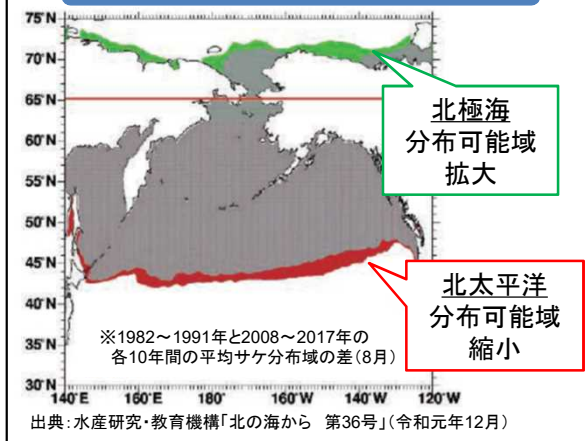 75˚N
70˚N
65˚N
60˚N
55˚N
50˚N
45˚N
40˚N
35˚N
30˚N
140˚E
160˚E
180˚
160˚W
140˚W
120˚W
北極海
分布可能域
拡大
北太平洋
分布可能域
縮小
※1982～1991年と2008～2017年の
各10年間の平均サケ分布域の差(8月)
出典：水産研究・教育機構「北の海から　第36号」（令和元年12月）